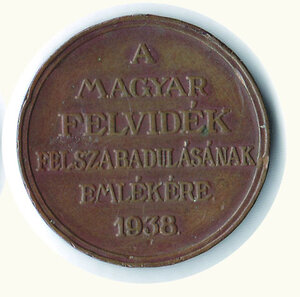 A
MAGYAR
FELVIDÉK
FELSZABADULÁSÁNAK
EMLÉKÉRE
1938.